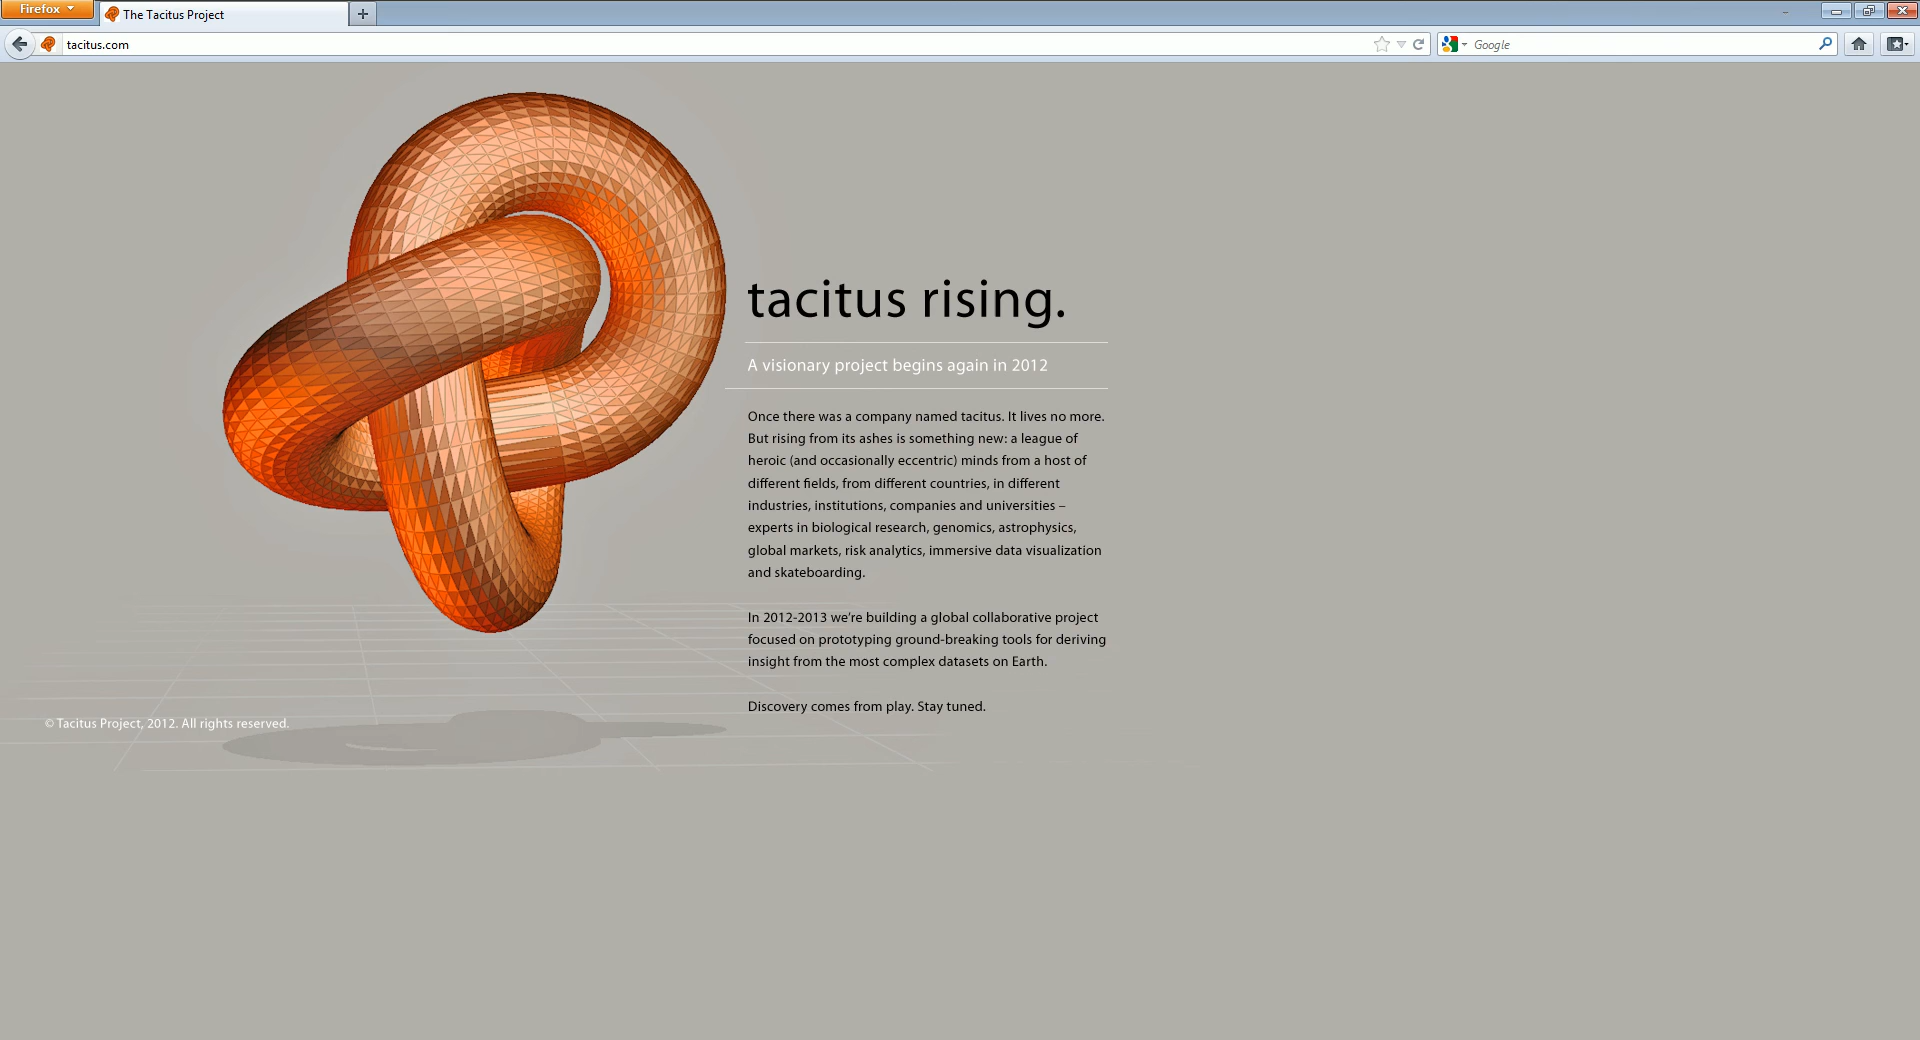 Firefox
The Tacitus Project
tacitus.com
Google
tacitus rising.
A visionary project begins again in 2012
Once there was a company named tacitus. It lives no more.
But rising from its ashes is something new: a league of
heroic (and occasionally eccentric) minds from a host of
different fields, from different countries, in different
industries, institutions, companies and universities –
experts in biological research, genomics, astrophysics,
global markets, risk analytics, immersive data visualization
and skateboarding.
In 2012-2013 we're building a global collaborative project
focused on prototyping ground-breaking tools for deriving
insight from the most complex datasets on Earth.
Discovery comes from play. Stay tuned.
© Tacitus Project, 2012. All rights reserved.